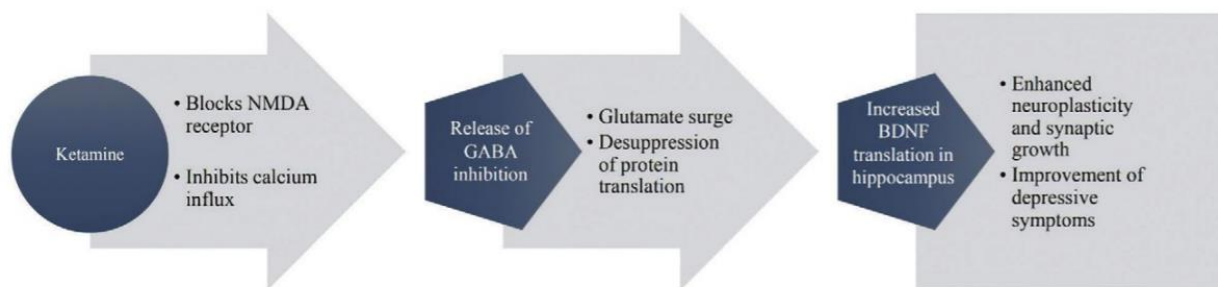 Ketamine
• Blocks NMDA
receptor
• Inhibits calcium
influx
Release of
GABA
inhibition
• Glutamate surge
• Desuppression
of protein
translation
Increased
BDNF
translation in
hippocampus
• Enhanced
neuroplasticity
and synaptic
growth
• Improvement of
depressive
symptoms